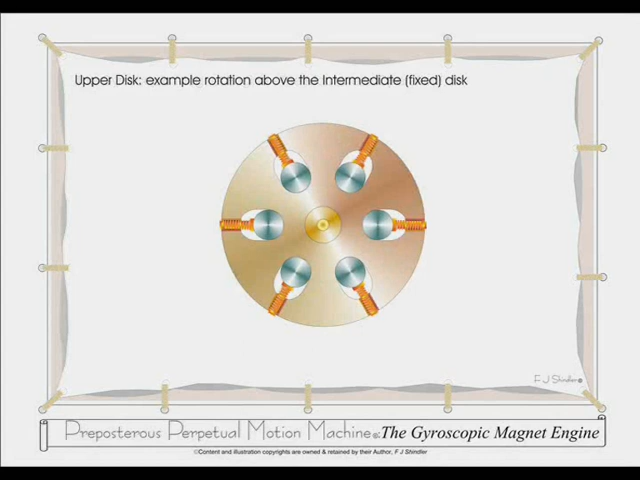 Upper Disk: example rotation above the Intermediate (fixed) disk
F J Shindler©
Preposterous Perpetual Motion Machine©: The Gyroscopic Magnet Engine
©Content and illustration copyrights are owned & retained by their Author, F J Shindler